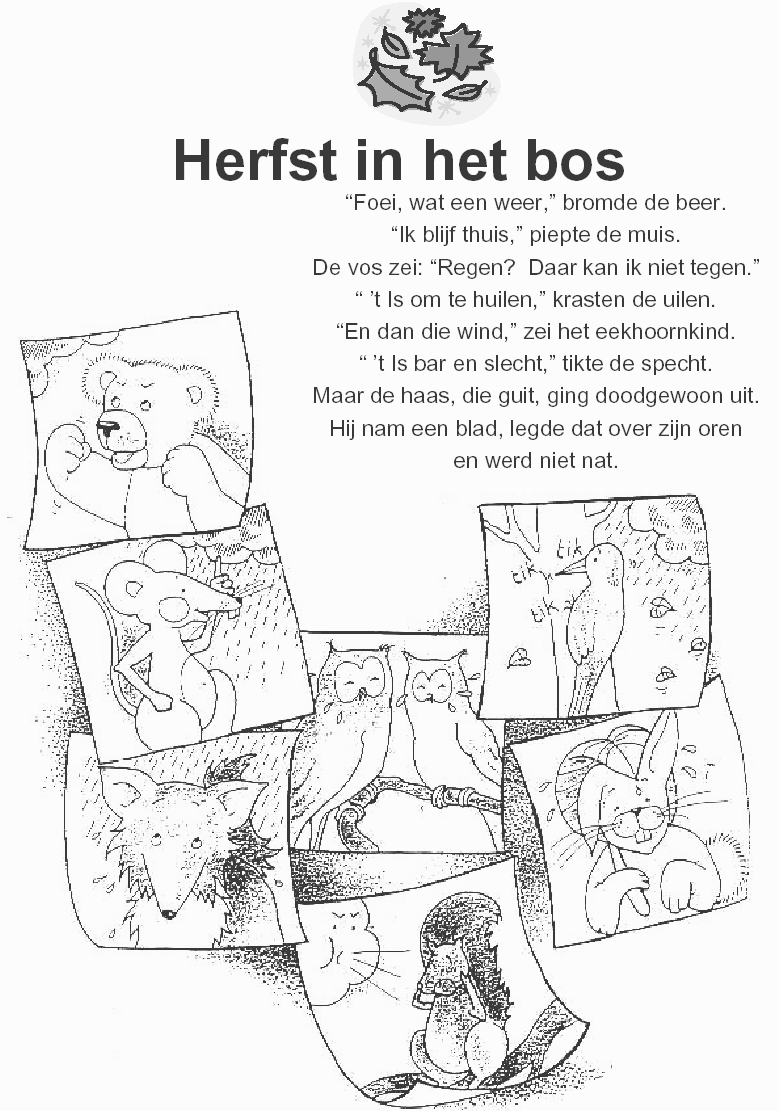 Herfst in het bos
“Foei, wat een weer,” bromde de beer.
“Ik blijf thuis,” piepte de muis.
De vos zei: “Regen?  Daar kan ik niet tegen.”
“ ’t Is om te huilen,” krasten de uilen.
“En dan die wind,” zei het eekhoornkind.
“ ’t Is bar en slecht,” tikte de specht.
Maar de haas, die guit, ging doodgewoon uit.
Hij nam een blad, legde dat over zijn oren
en werd niet nat.
tik
tik
tik